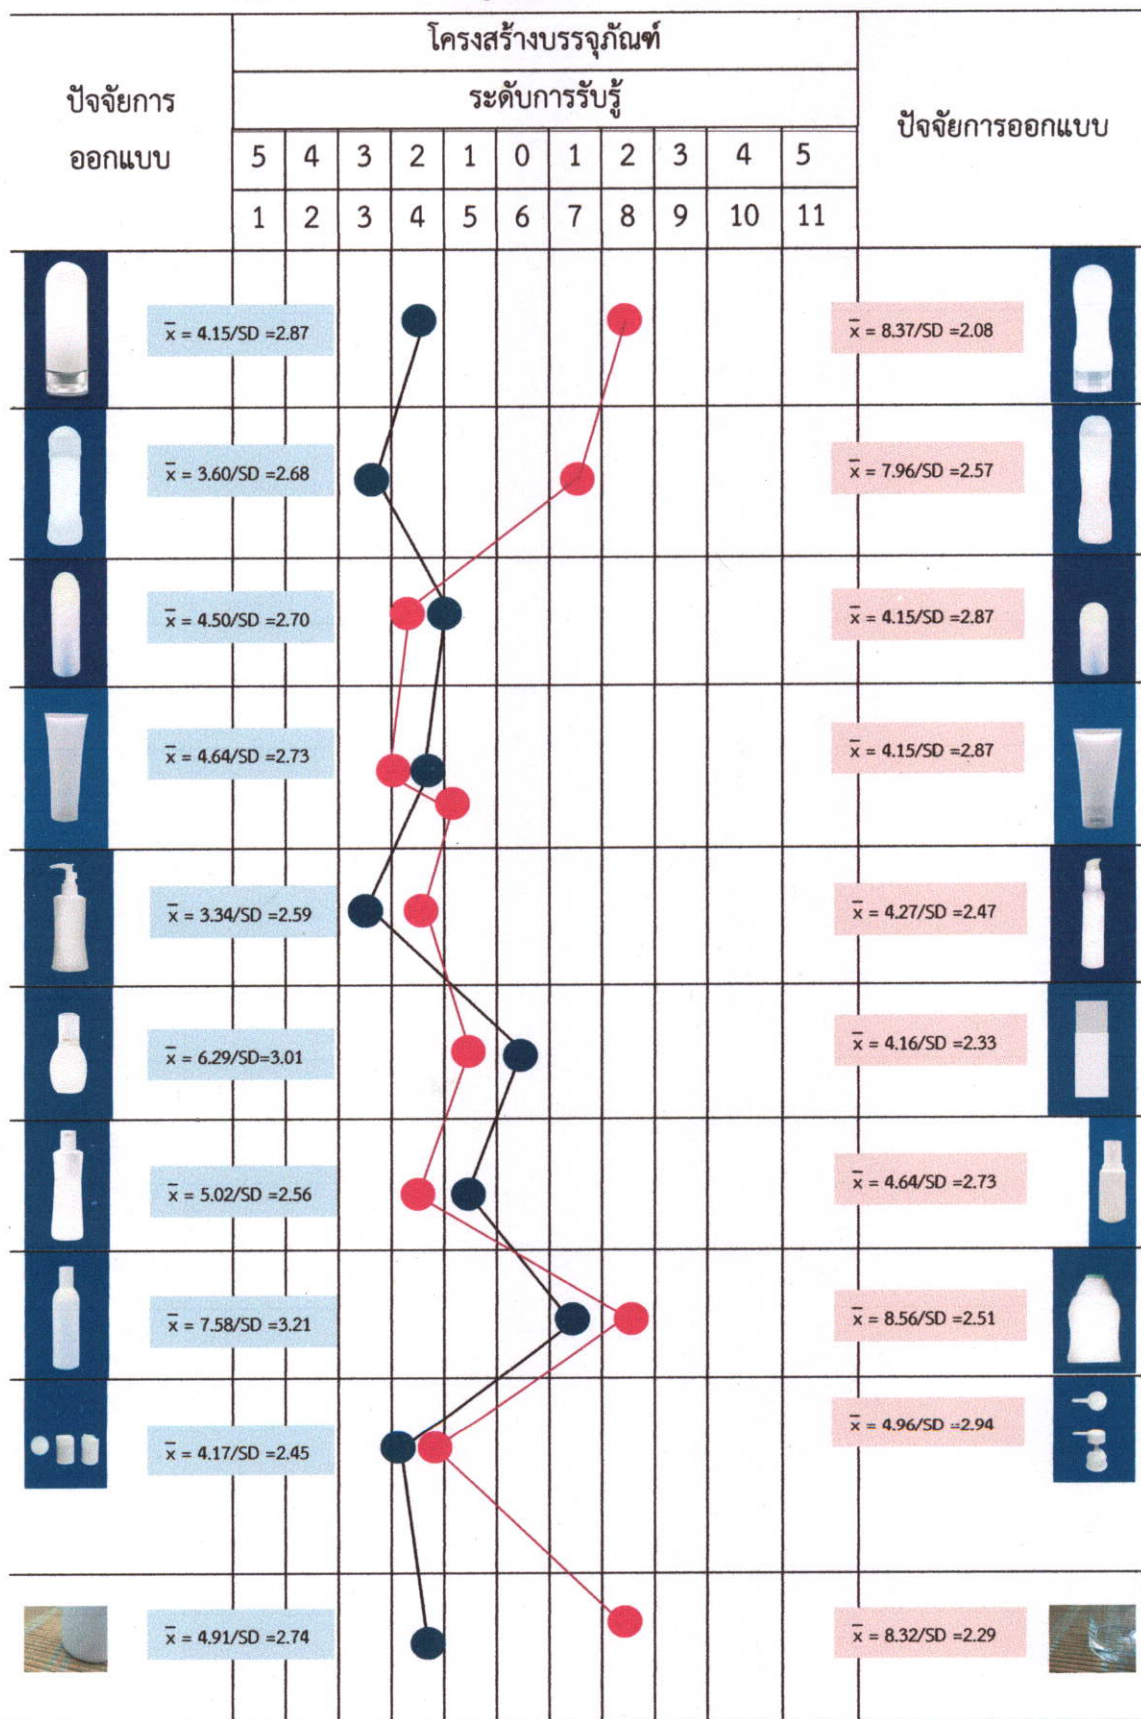 โครงสร้างบรรจุภัณฑ์
ปัจจัยการ
ออกแบบ
ระดับการรับรู้
ปัจจัยการออกแบบ
5 4 3 2 1 0 1 2 3 4 5
1 2 3 4 5 6 7 8 9 10 11
x̄ = 4.15/SD =2.87
x̄ = 8.37/SD =2.08
x̄ = 3.60/SD =2.68
x̄ = 7.96/SD =2.57
x̄ = 4.50/SD =2.70
x̄ = 4.15/SD =2.87
x̄ = 4.64/SD =2.73
x̄ = 4.15/SD =2.87
x̄ = 3.34/SD =2.59
x̄ = 4.27/SD =2.47
x̄ = 6.29/SD=3.01
x̄ = 4.16/SD =2.33
x̄ = 5.02/SD =2.56
x̄ = 4.64/SD =2.73
x̄ = 7.58/SD =3.21
x̄ = 8.56/SD =2.51
x̄ = 4.17/SD =2.45
x̄ = 4.96/SD =2.94
x̄ = 4.91/SD =2.74
x̄ = 8.32/SD =2.29